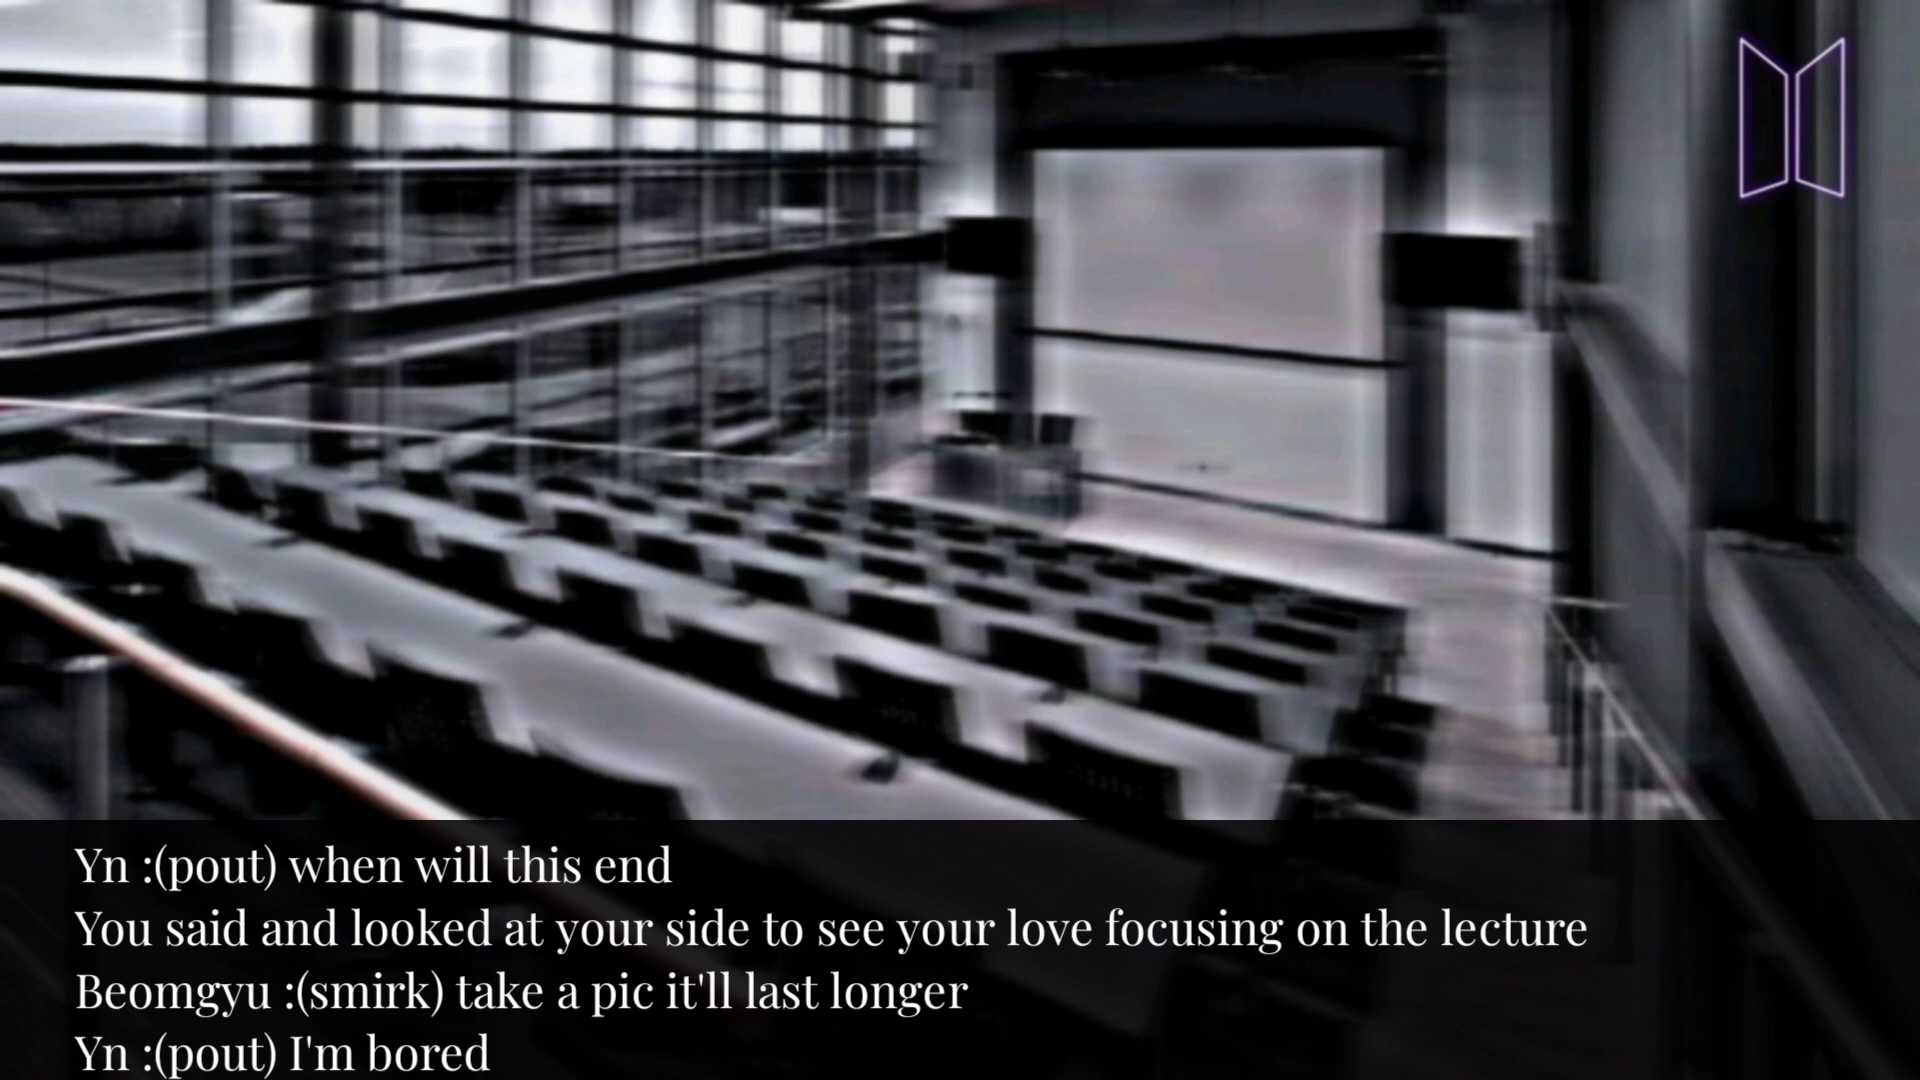 Yn :(pout) when will this end
You said and looked at your side to see your love focusing on the lecture
Beomgyu :(smirk) take a pic it'll last longer
Yn :(pout) I'm bored